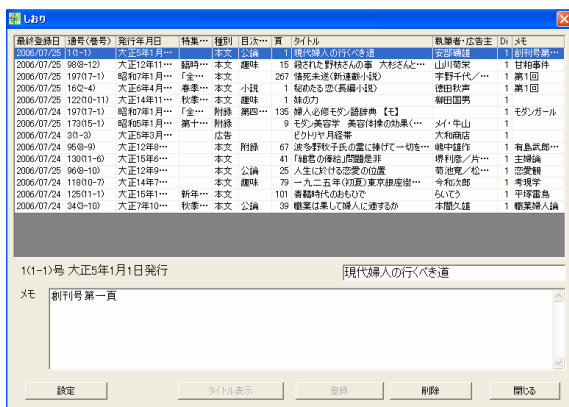 しおり
最終登録日 通号(巻号) 発行年月日 特集… 種別 目次… 頁 タイトル 執筆者・広告主 Di メモ
2006/07/25 1(1-1) 大正5年1月… 本文 公論 1 現代婦人の行くべき道 安部磯雄 1 創刊号第…
2006/07/25 98(8-12) 大正12年11… 臨時… 本文 趣味 15 殺された野枝さんの事 大杉さんと… 山川菊栄 1 甘粕事件
2006/07/25 197(17-1) 昭和7年1月… 「全… 本文 267 情死未遂(新連載小説) 宇野千代/… 1 第1回
2006/07/25 16(2-4) 大正6年4月… 春季… 本文 小説 1 秘めたる恋(長編小説) 徳田秋声 1 第1回
2006/07/25 122(10-11) 大正14年11… 秋季… 本文 趣味 1 妹の力 柳田国男 1
2006/07/24 197(17-1) 昭和7年1月… 「全… 附録 第四… 135 婦人必修モダン語辞典 【モ】 1 モダンガール
2006/07/25 173(15-1) 昭和5年1月… 第十… 附録 9 モダン美容学 美容体操の効果(… メイ・牛山 1
2006/07/24 3(1-3) 大正5年3月… 広告 ビクトリヤ月経帯 大和商店 1
2006/07/24 95(8-9) 大正12年8… 本文 附録 67 波多野秋子氏の霊に捧げて一切を… 嶋中雄作 1 有島武郎…
2006/07/24 130(11-6) 大正15年6… 本文 41 「細君の俸給」問題是非 堺利彦/片… 1 主婦論
2006/07/25 96(8-10) 大正12年9… 本文 公論 25 人生に於ける恋愛の位置 菊池寛/松… 1 恋愛観
2006/07/24 118(10-7) 大正14年7… 本文 趣味 79 一九二五年(初夏)東京銀座街… 今和次郎 1 考現学
2006/07/24 125(11-1) 大正15年1… 新年… 本文 101 青鞜時代のおもひで らいてう 1 平塚雷鳥
2006/07/24 34(3-10) 大正7年10… 秋季… 本文 公論 39 職業は果して婦人に適するか 本間久雄 1 職業婦人論
1(1-1)号 大正5年1月1日発行 現代婦人の行くべき道
メモ 創刊号第一頁
設定 タイトル表示 登録 削除 閉じる